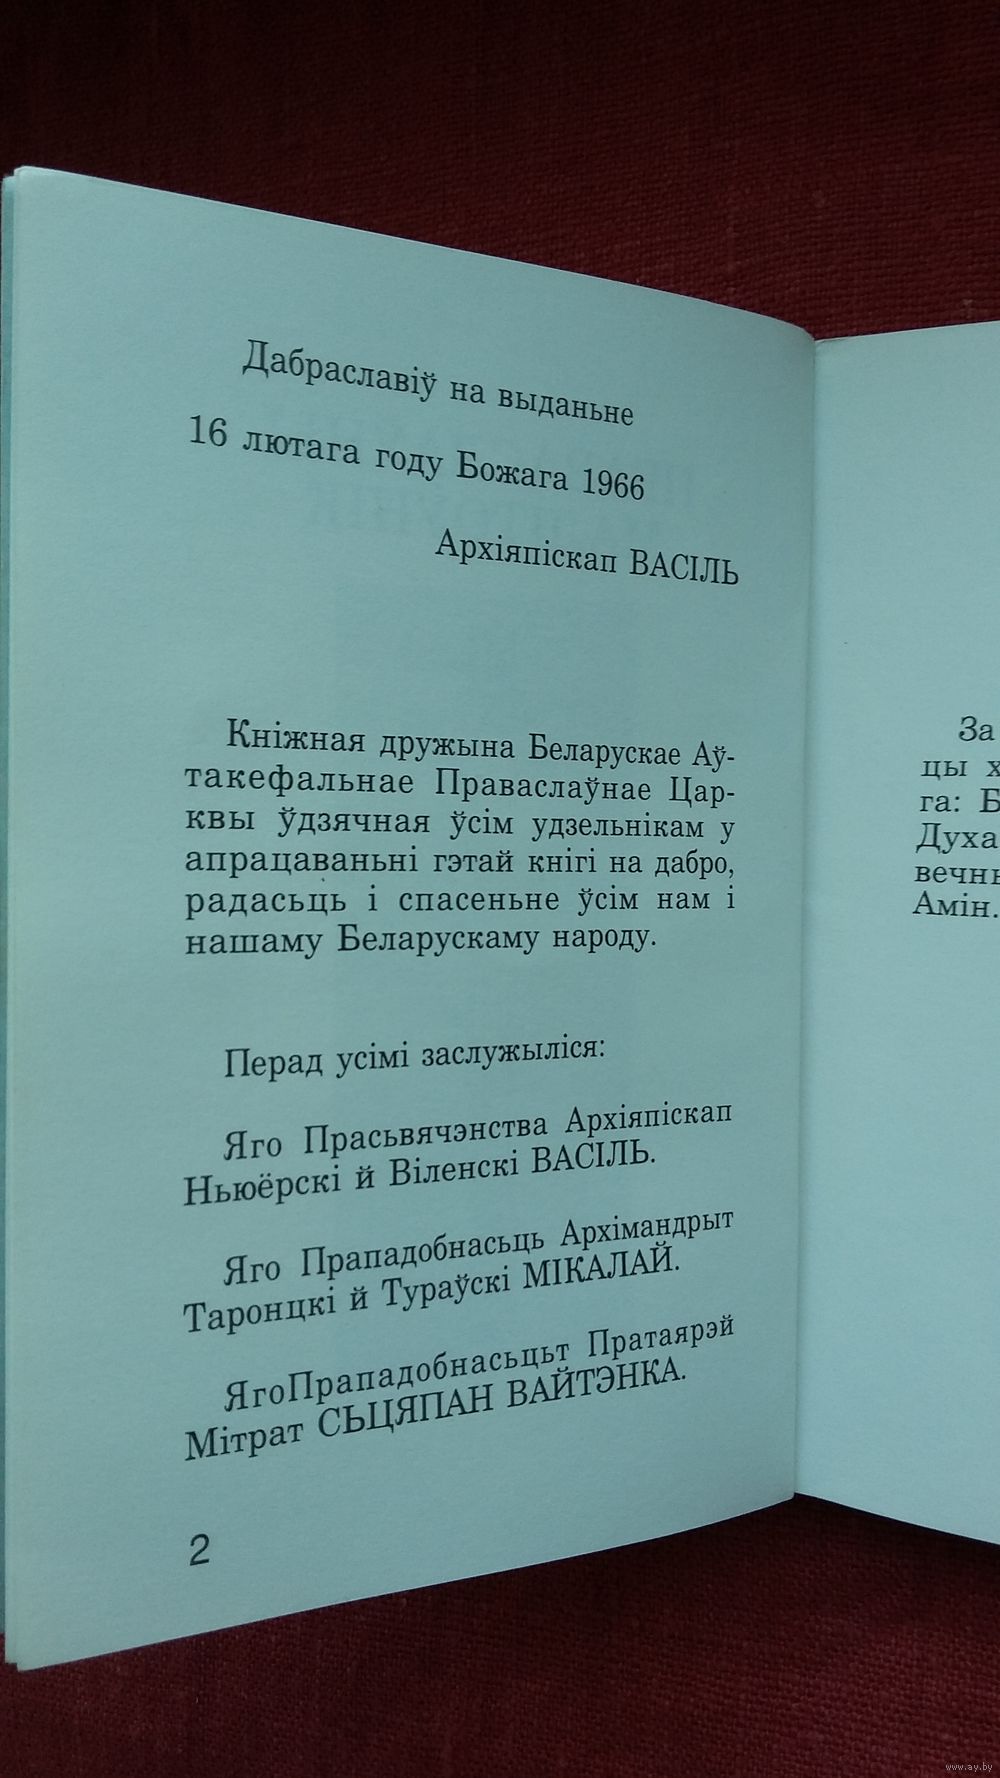 Дабраславіў на выданьне
16 лютага году Божага 1966
Архіяпіскап ВАСІЛЬ
Кніжная дружына Беларускае Аў-
такефальнае Праваслаўнае Цар-
квы ўдзячная ўсім удзельнікам у
апрацаваньні гэтай кнігі на дабро,
радасьць і спасеньне ўсім нам і
нашаму Беларускаму народу.
Перад усімі заслужыліся:
Яго Прасьвячэнства Архіяпіскап
Ньюёрскі й Віленскі ВАСІЛЬ.
Яго Прападобнасьць Архімандрыт
Таронцкі й Тураўскі МІКАЛАЙ.
ЯгоПрападобнасьцьт Пратаярэй
Мітрат СЬЦЯПАН ВАЙТЭНКА.
2
За
цы
га:
Духа
Амін.
www.ay.by